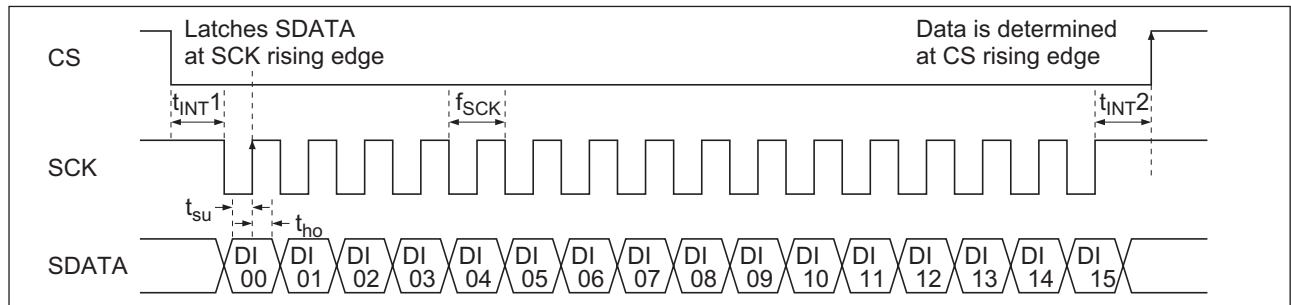 Latches SDATA
at SCK rising edge
Data is determined
at CS rising edge
CS
tINT1
fSCK
tINT2
SCK
tsu
tho
SDATA
DI 00
DI 01
DI 02
DI 03
DI 04
DI 05
DI 06
DI 07
DI 08
DI 09
DI 10
DI 11
DI 12
DI 13
DI 14
DI 15